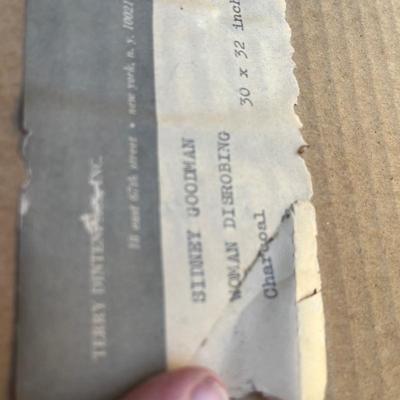 TERRY DINTENFASS, INC.
18 east 67th street • new york, n. y. 10021
SIDNEY GOODMAN
WOMAN DISROBING
Charcoal
30 x 32 inch